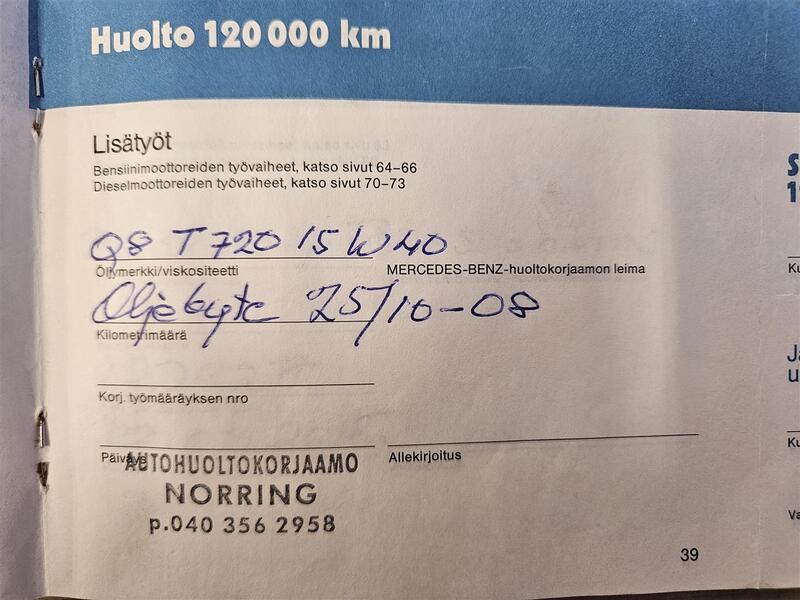 Huolto 120 000 km
Lisätyöt
Bensiinimoottoreiden työvaiheet, katso sivut 64–66
Dieselmoottoreiden työvaiheet, katso sivut 70–73
Q8 T720 15W40
Öljymerkki/viskositeetti
MERCEDES-BENZ-huoltokorjaamon leima
Oljebyte 25/10-08
Kilometrimäärä
Korj. työmääräyksen nro
Päiväys
Allekirjoitus
AUTOHUOLTOKORJAAMO
NORRING
p.040 356 2958
39